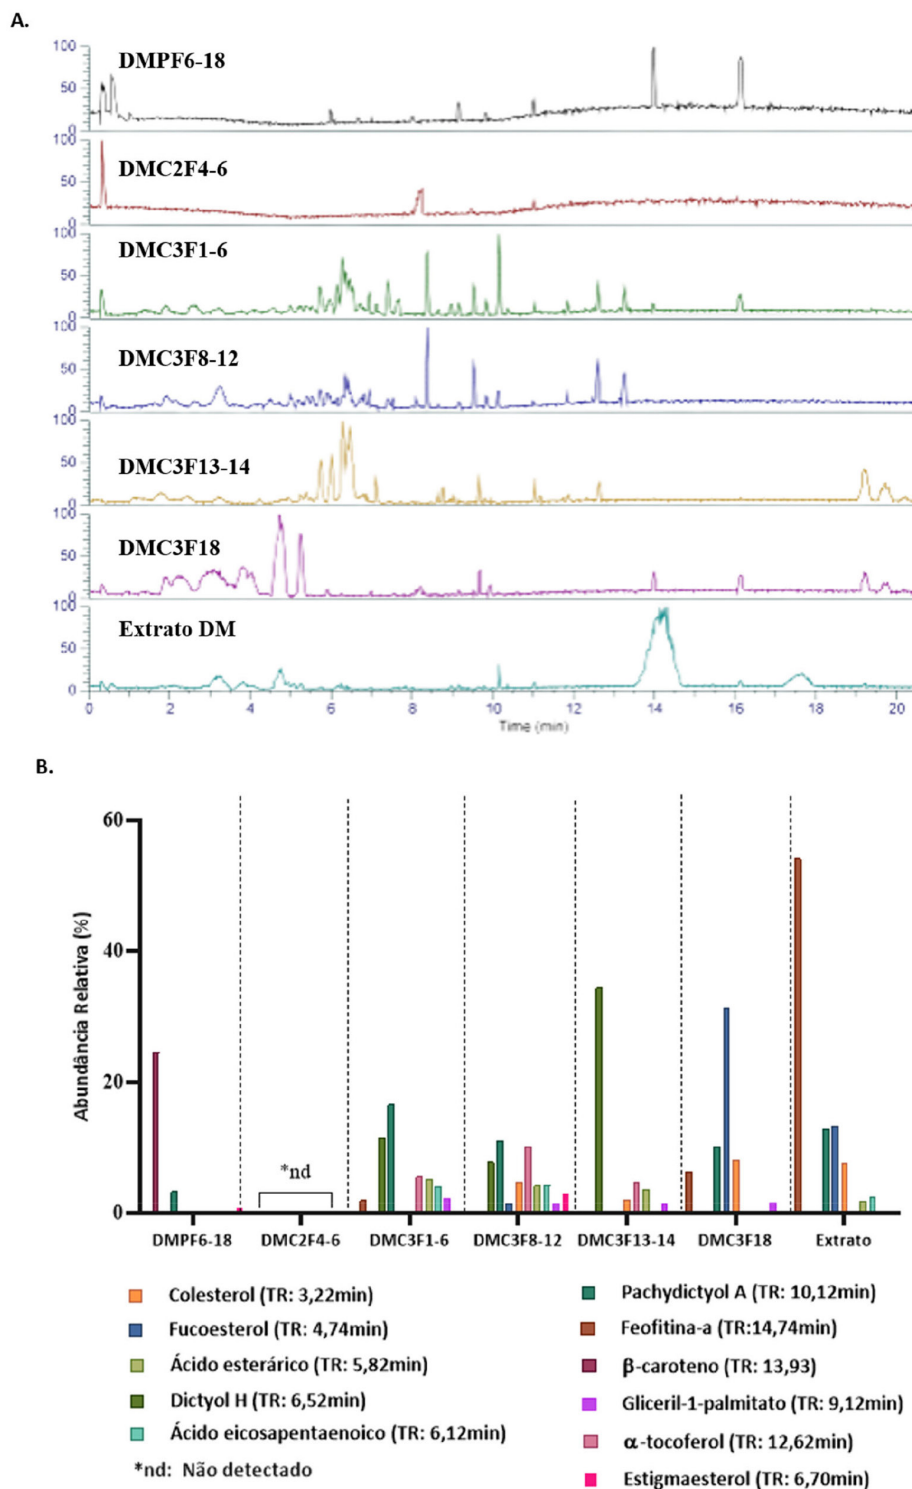 A.
100
DMPF6-18
50
0
100
DMC2F4-6
50
0
100
DMC3F1-6
50
0
100
DMC3F8-12
50
0
100
DMC3F13-14
50
0
100
DMC3F18
50
0
100
Extrato DM
50
0
0 2 4 6 8 10 12 14 16 18 20
Time (min)
B.
Abundância Relativa (%)
60
40
20
0
*nd
DMPF6-18 DMC2F4-6 DMC3F1-6 DMC3F8-12 DMC3F13-14 DMC3F18 Extrato
Colesterol (TR: 3,22min)
Fucoesterol (TR: 4,74min)
Ácido esterárico (TR: 5,82min)
Dictyol H (TR: 6,52min)
Ácido eicosapentaenoico (TR: 6,12min)
*nd: Não detectado
Pachydictyol A (TR: 10,12min)
Feofitina-a (TR:14,74min)
β-caroteno (TR: 13,93)
Gliceril-1-palmitato (TR: 9,12min)
α-tocoferol (TR: 12,62min)
Estigmaesterol (TR: 6,70min)